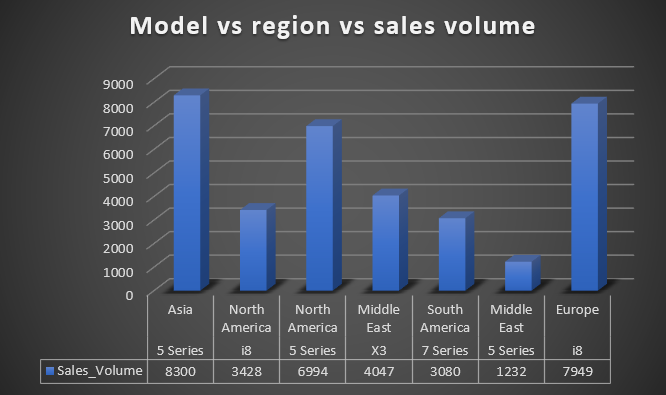 Model vs region vs sales volume
9000
8000
7000
6000
5000
4000
3000
2000
1000
0
Asia North America North America Middle East South America Middle East Europe
5 Series i8 5 Series X3 7 Series 5 Series i8
Sales_Volume 8300 3428 6994 4047 3080 1232 7949